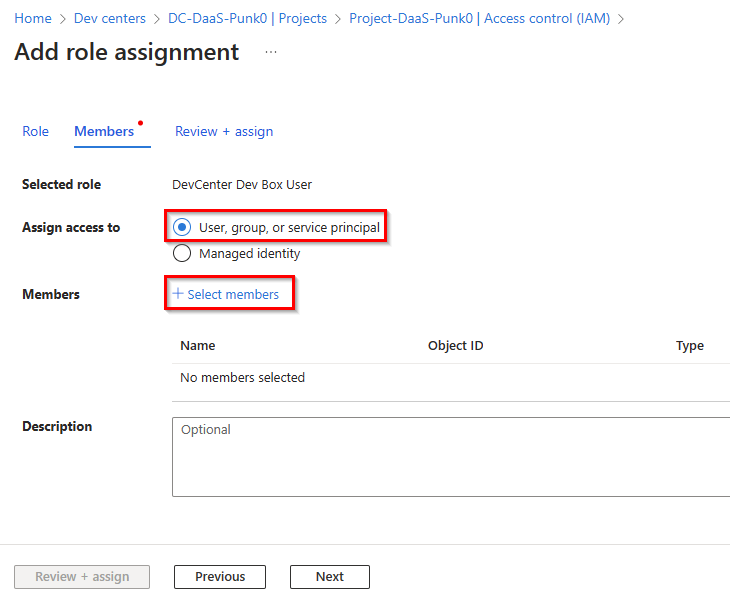 Home > Dev centers > DC-DaaS-Punk0 | Projects > Project-DaaS-Punk0 | Access control (IAM) >
Add role assignment ...
Role Members Review + assign
Selected role DevCenter Dev Box User
Assign access to User, group, or service principal
Managed identity
Members + Select members
Name Object ID Type
No members selected
Description Optional
Review + assign Previous Next